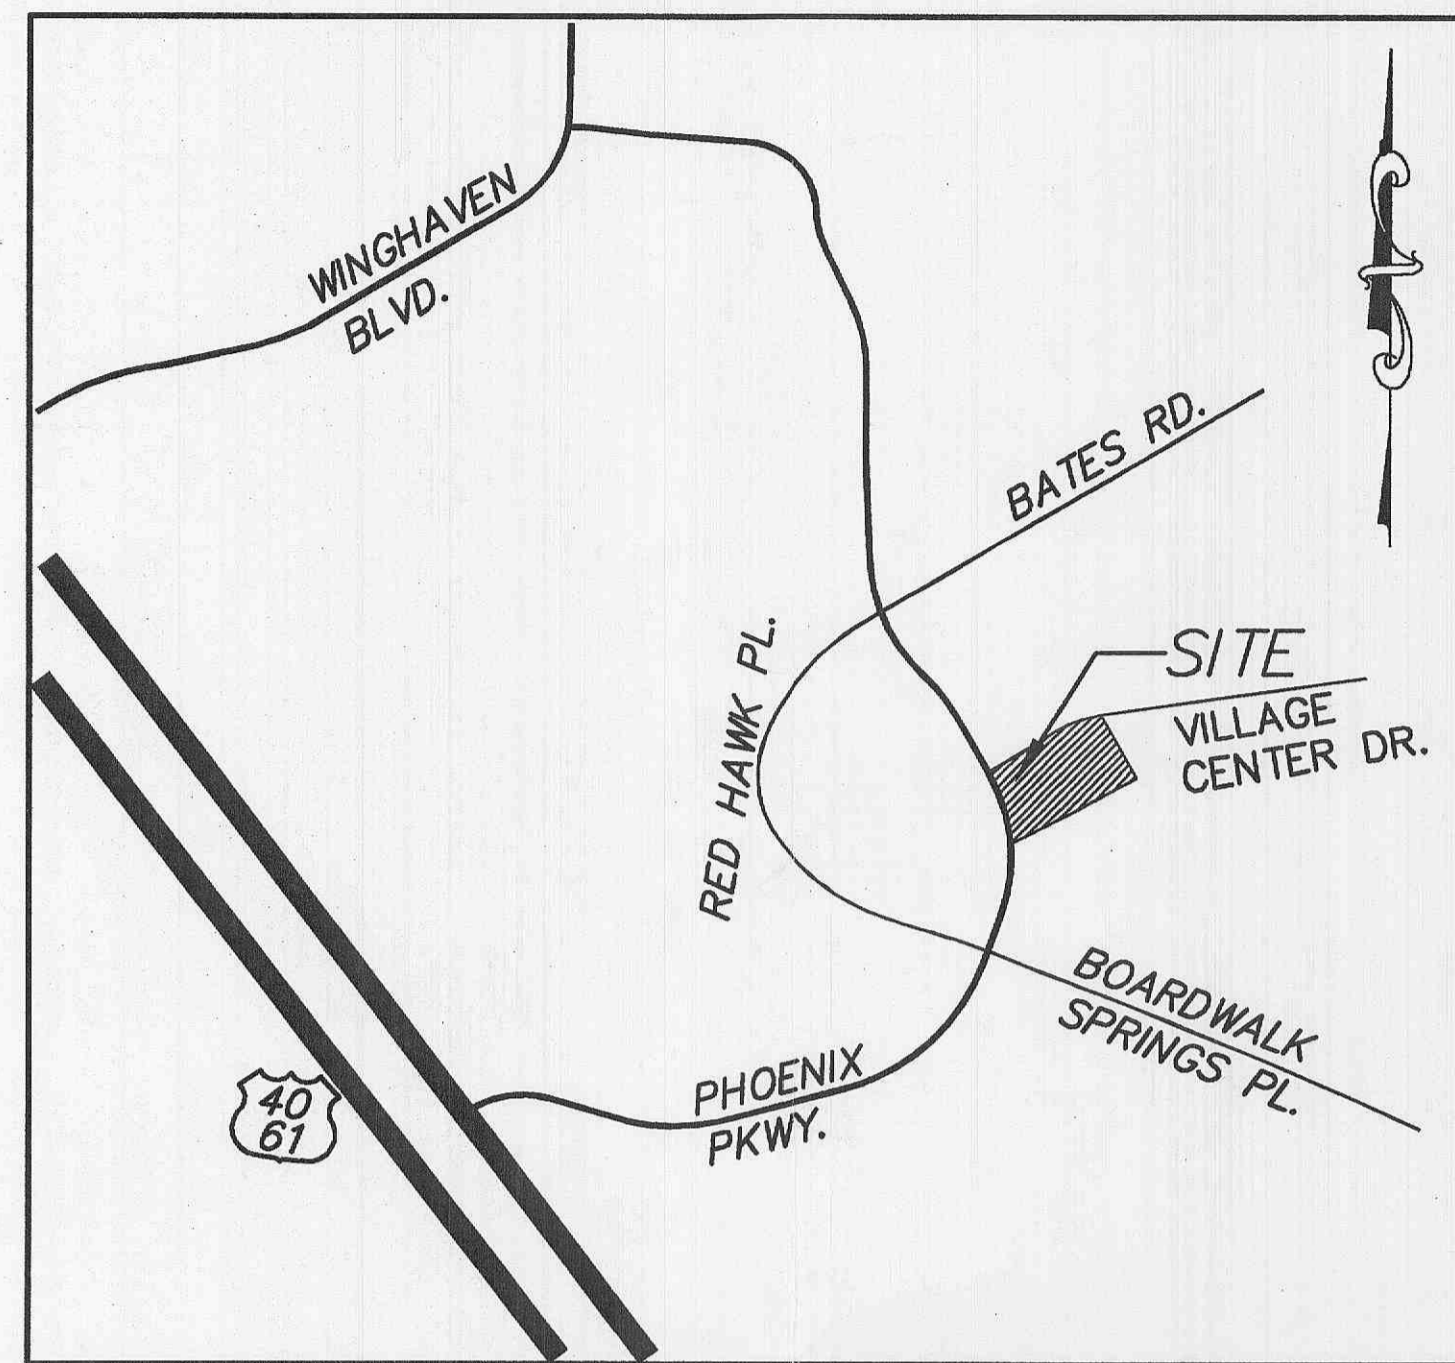 WINGHAVEN
BLVD.
BATES RD.
SITE
VILLAGE
CENTER DR.
RED HAWK PL.
BOARDWALK
SPRINGS PL.
PHOENIX
PKWY.
40
61